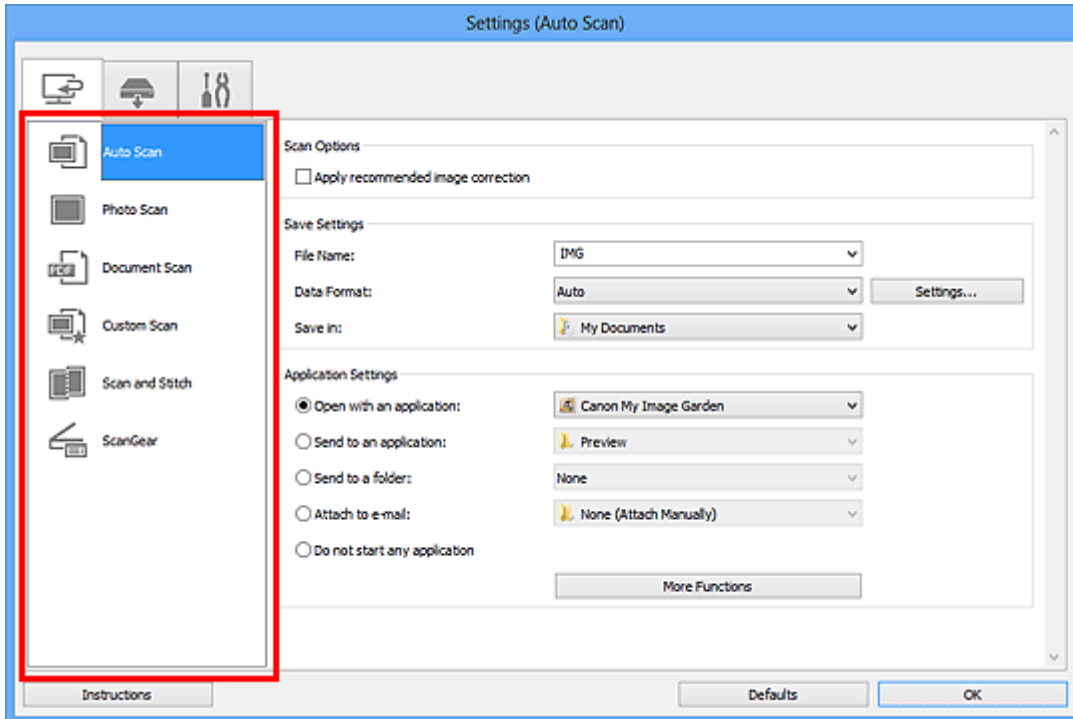 Settings (Auto Scan)
Auto Scan
Photo Scan
Document Scan
Custom Scan
Scan and Stitch
ScanGear
Scan Options
Apply recommended image correction
Save Settings
File Name: IMG
Data Format: Auto Settings...
Save in: My Documents
Application Settings
Open with an application: Canon My Image Garden
Send to an application: Preview
Send to a folder: None
Attach to e-mail: None (Attach Manually)
Do not start any application
More Functions
Instructions Defaults OK